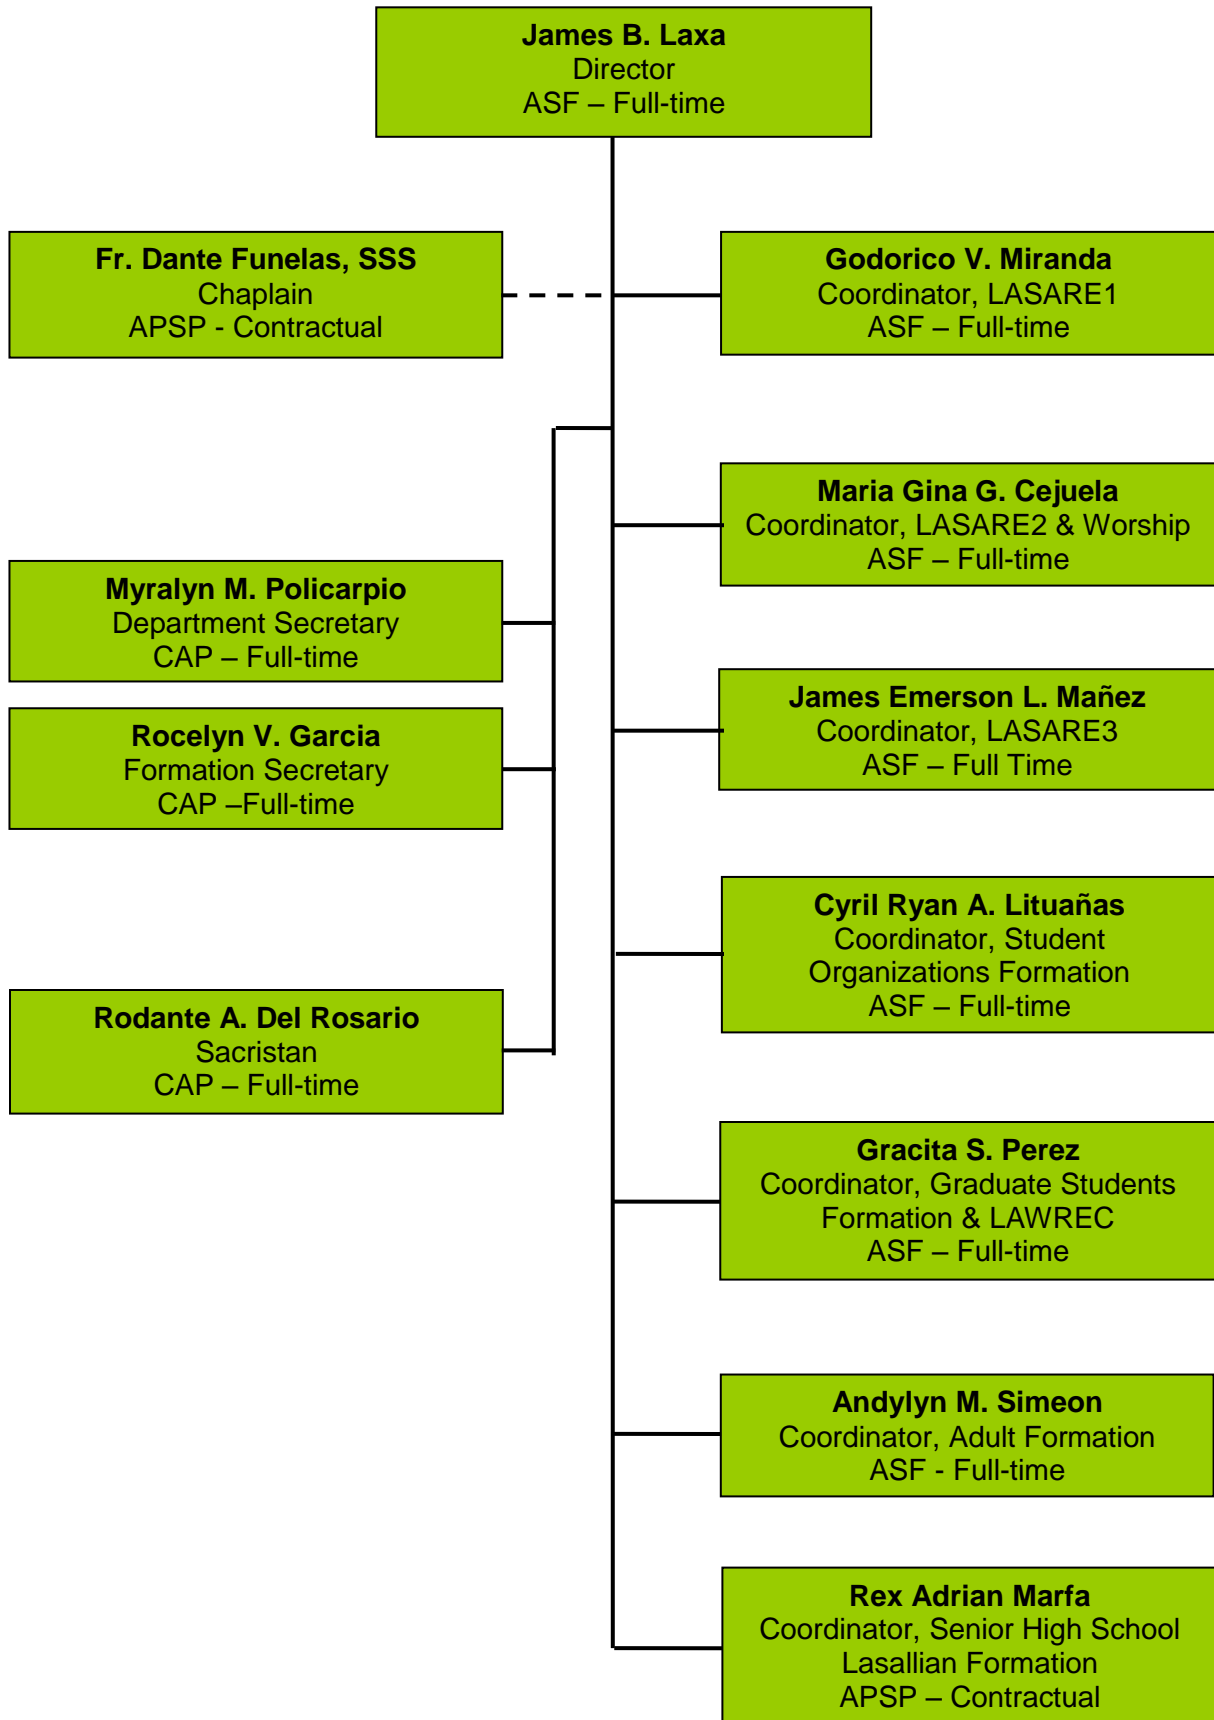 James B. Laxa
Director
ASF – Full-time
Fr. Dante Funelas, SSS
Chaplain
APSP - Contractual
Godorico V. Miranda
Coordinator, LASARE1
ASF – Full-time
Maria Gina G. Cejuela
Coordinator, LASARE2 & Worship
ASF – Full-time
Myralyn M. Policarpio
Department Secretary
CAP – Full-time
James Emerson L. Mañez
Coordinator, LASARE3
ASF – Full Time
Rocelyn V. Garcia
Formation Secretary
CAP –Full-time
Cyril Ryan A. Lituañas
Coordinator, Student
Organizations Formation
ASF – Full-time
Rodante A. Del Rosario
Sacristan
CAP – Full-time
Gracita S. Perez
Coordinator, Graduate Students
Formation & LAWREC
ASF – Full-time
Andylyn M. Simeon
Coordinator, Adult Formation
ASF - Full-time
Rex Adrian Marfa
Coordinator, Senior High School
Lasallian Formation
APSP – Contractual